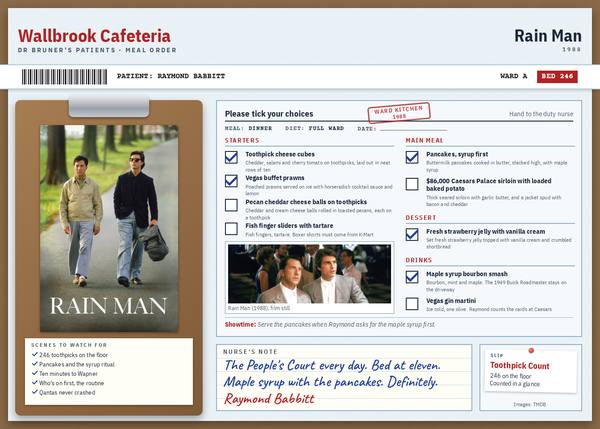 Wallbrook Cafeteria
DR BRUNER'S PATIENTS · MEAL ORDER
Rain Man
1988
PATIENT: RAYMOND BABBITT
WARD A
BED 246
RAIN MAN
SCENES TO WATCH FOR
246 toothpicks on the floor
Pancakes and the syrup ritual
Ten minutes to Wapner
Who's on first, the routine
Qantas never crashed
Please tick your choices
WARD KITCHEN
1988
Hand to the duty nurse
MEAL: DINNER DIET: FULL WARD DATE:
STARTERS
Toothpick cheese cubes
Cheddar, salami and cherry tomato on toothpicks, laid out in neat
rows of ten
Vegas buffet prawns
Poached prawns served on ice with horseradish cocktail sauce and
lemon
Pecan cheddar cheese balls on toothpicks
Cheddar and cream cheese balls rolled in toasted pecans, each on
a toothpick
Fish finger sliders with tartare
Fish fingers, tartare. Boxer shorts must come from K-Mart
Rain Man (1988), film still
MAIN MEAL
Pancakes, syrup first
Buttermilk pancakes cooked in butter, stacked high, with maple
syrup
$86,000 Caesars Palace sirloin with loaded
baked potato
Thick seared sirloin with garlic butter, and a jacket spud with
bacon and cheddar
DESSERT
Fresh strawberry jelly with vanilla cream
Set fresh strawberry jelly topped with vanilla cream and crumbled
shortbread
DRINKS
Maple syrup bourbon smash
Bourbon, mint and maple. The 1949 Buick Roadmaster stays on
the driveway
Vegas gin martini
Ice cold, one olive. Raymond counts the cards at Caesars
Showtime: Serve the pancakes when Raymond asks for the maple syrup first.
NURSE'S NOTE
The People's Court every day. Bed at eleven.
Maple syrup with the pancakes. Definitely.
Raymond Babbitt
SLIP
Toothpick Count
246 on the floor
Counted in a glance
Images: TMDB